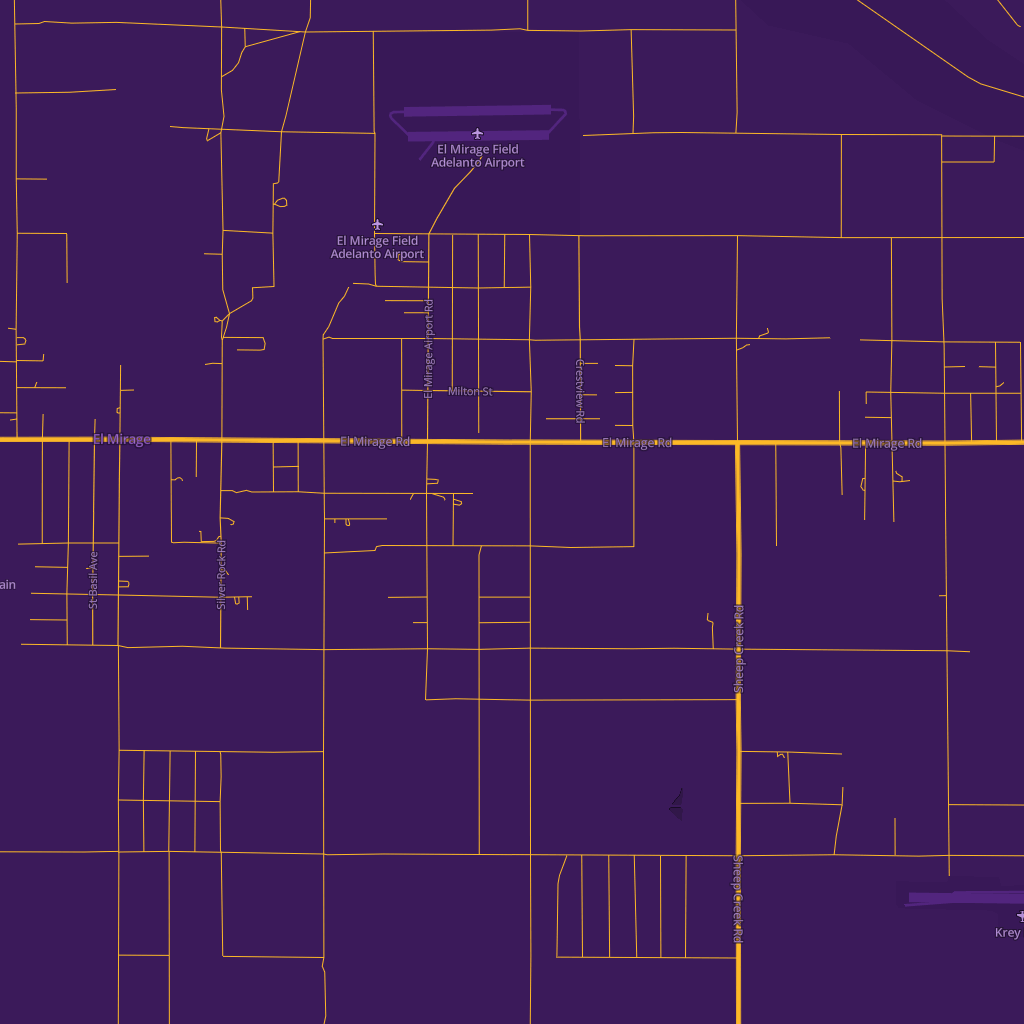 El Mirage Field
Adelanto Airport
El Mirage Field
Adelanto Airport
El Mirage Airport Rd
Crestview Rd
Milton St
El Mirage
El Mirage Rd
El Mirage Rd
El Mirage Rd
St Basil Ave
Silver Rock Rd
ain
Sheep Creek Rd
Sheep Creek Rd
Krey